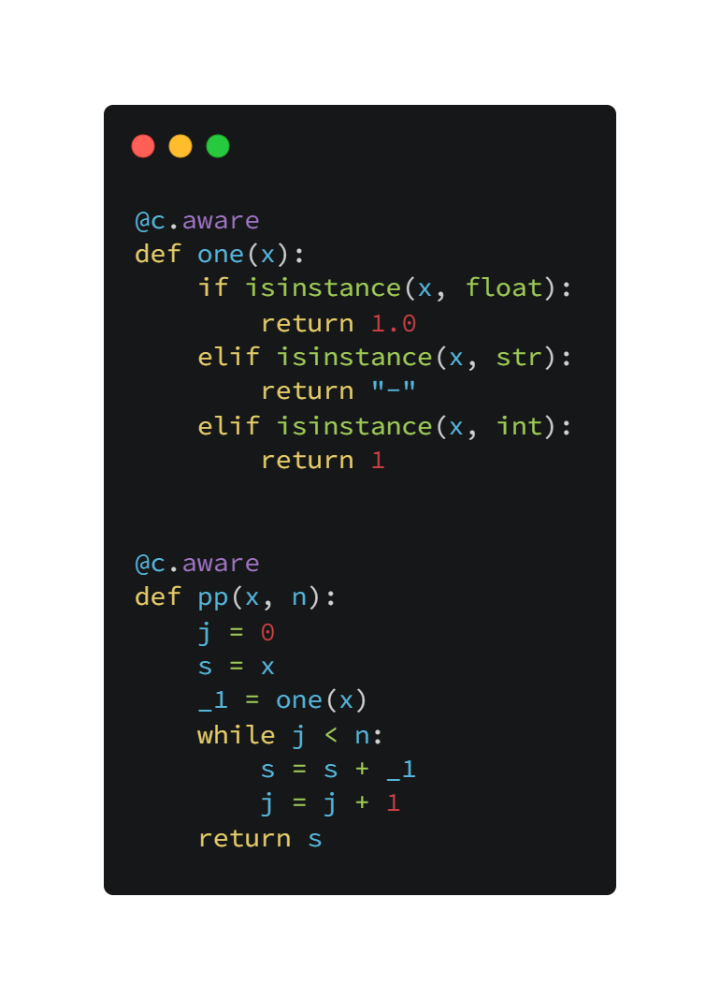 @c.aware
def one(x):
    if isinstance(x, float):
        return 1.0
    elif isinstance(x, str):
        return "-"
    elif isinstance(x, int):
        return 1
@c.aware
def pp(x, n):
    j = 0
    s = x
    _1 = one(x)
    while j < n:
        s = s + _1
        j = j + 1
    return s